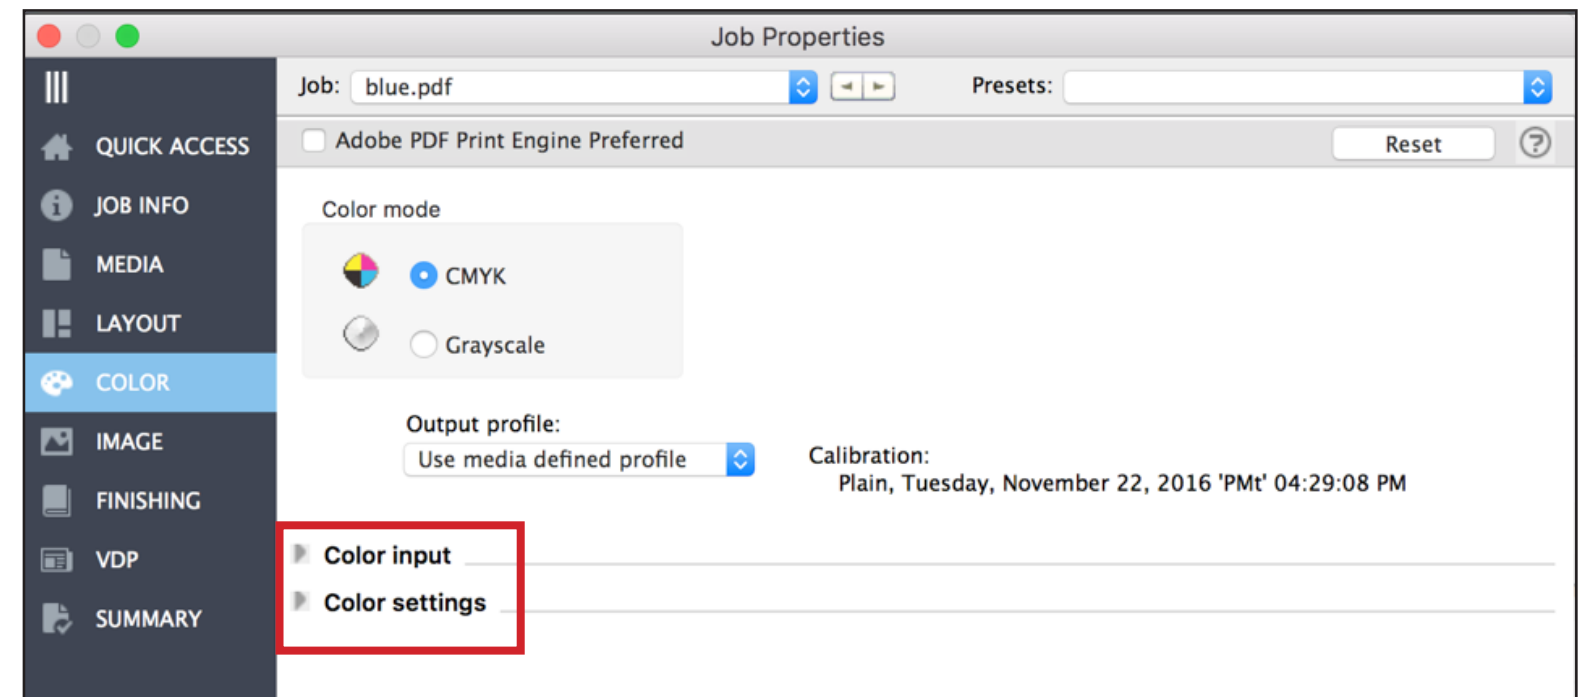 Job Properties
Job: blue.pdf Presets:
Adobe PDF Print Engine Preferred Reset ?
QUICK ACCESS
JOB INFO
MEDIA
LAYOUT
COLOR
IMAGE
FINISHING
VDP
SUMMARY
Color mode
CMYK
Grayscale
Output profile:
Use media defined profile
Calibration:
Plain, Tuesday, November 22, 2016 'PMt' 04:29:08 PM
Color input
Color settings